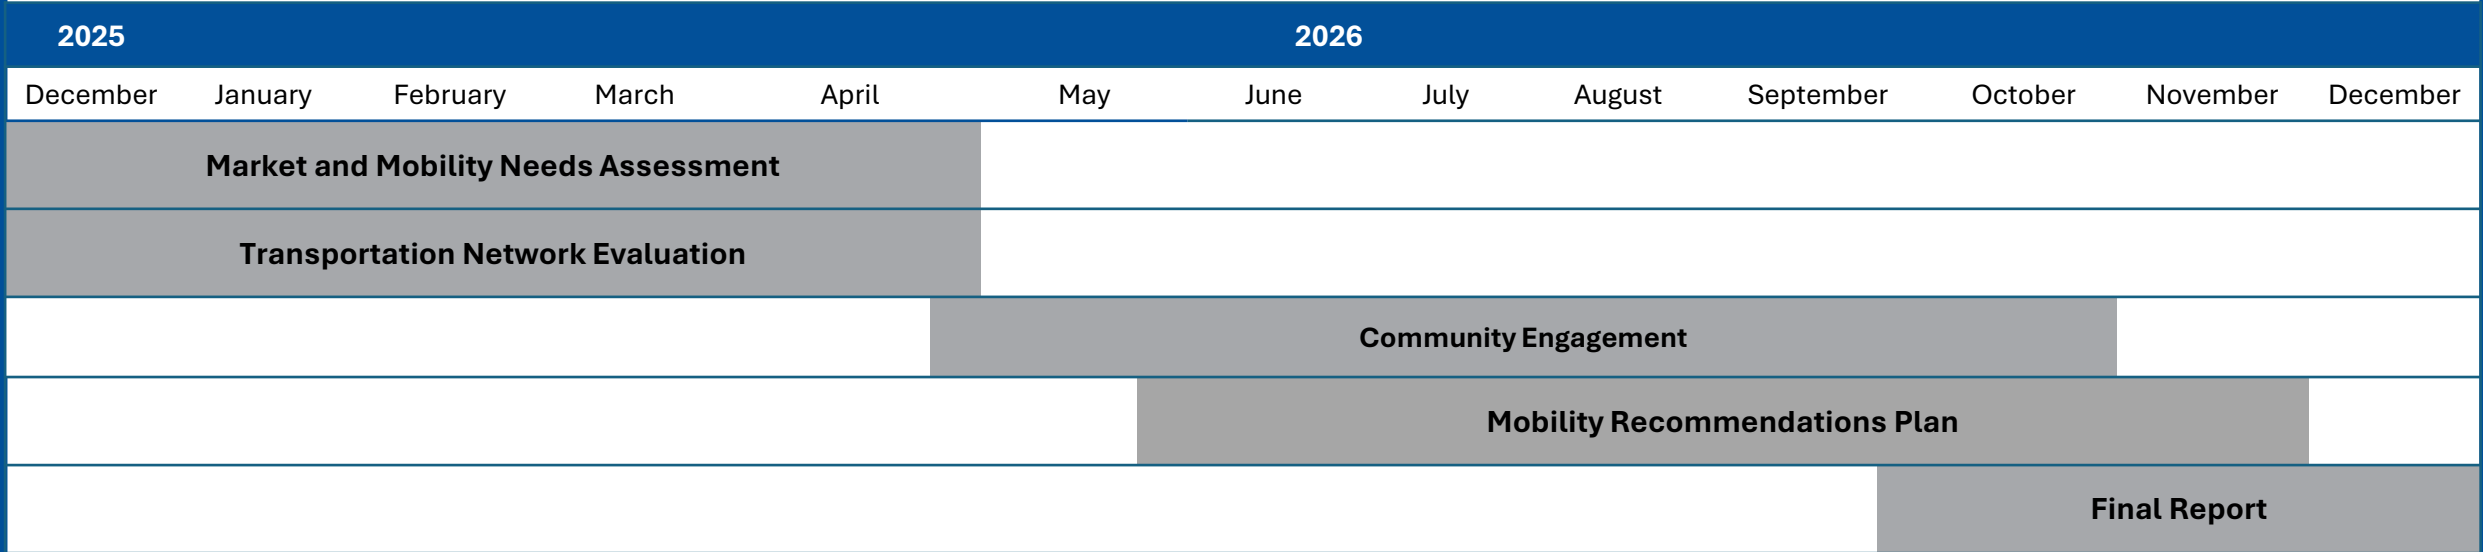 2025 2026
December January February March April May June July August September October November December
Market and Mobility Needs Assessment
Transportation Network Evaluation
Community Engagement
Mobility Recommendations Plan
Final Report